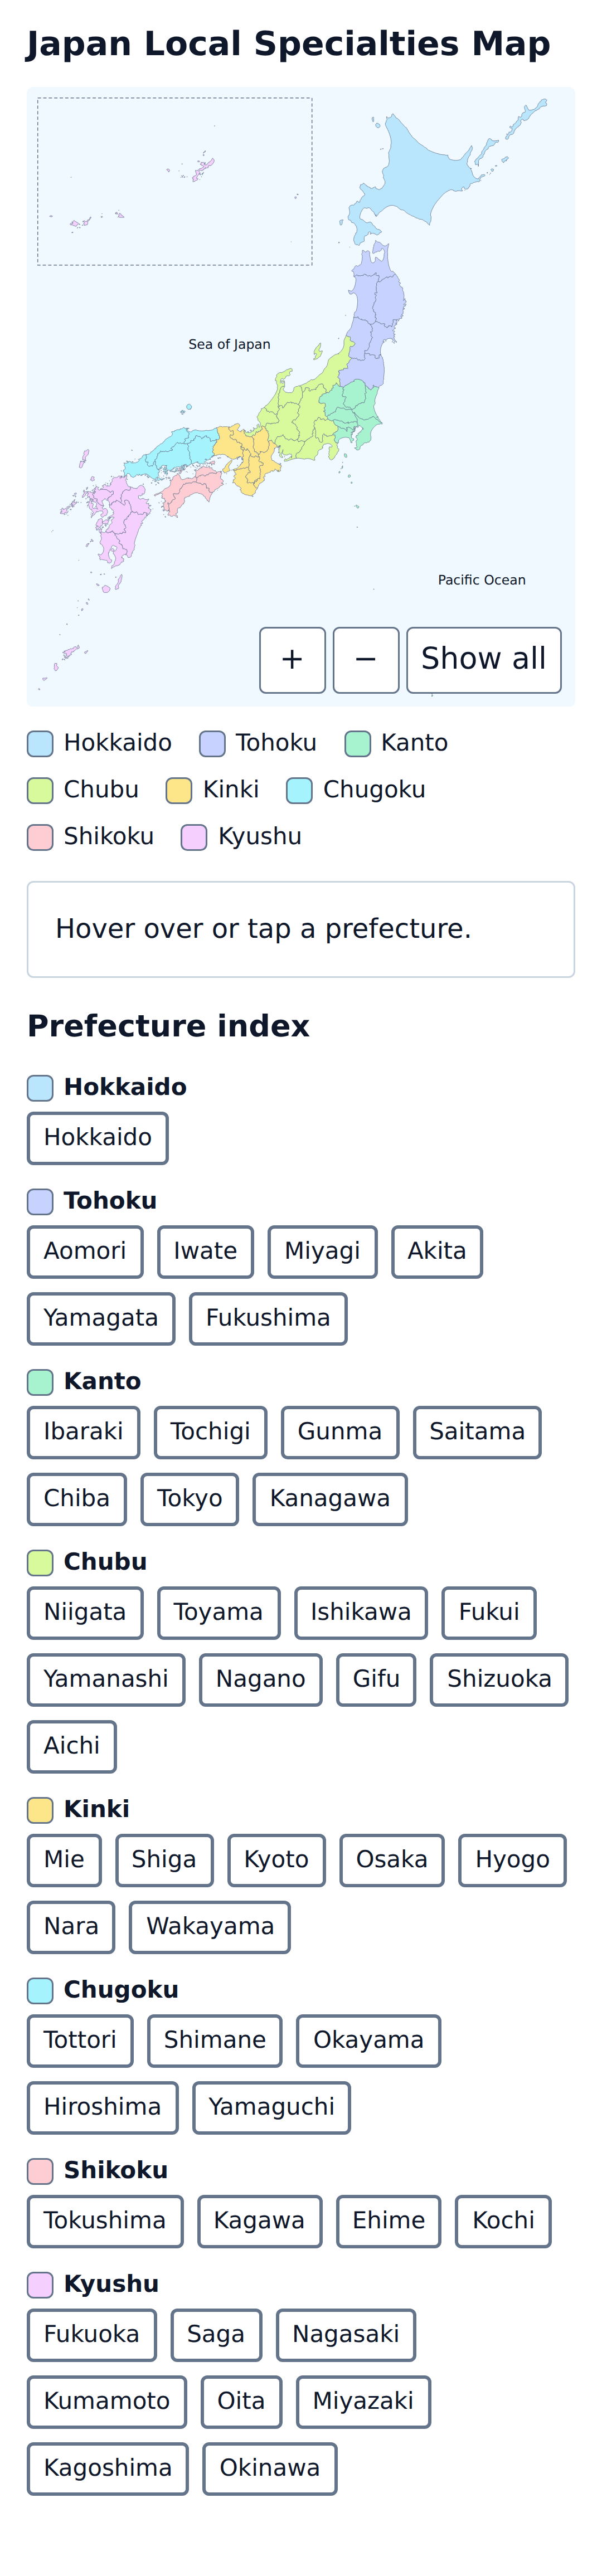 Japan Local Specialties Map
Sea of Japan
Pacific Ocean
+ − Show all
Hokkaido Tohoku Kanto
Chubu Kinki Chugoku
Shikoku Kyushu
Hover over or tap a prefecture.
Prefecture index
Hokkaido
Hokkaido
Tohoku
Aomori Iwate Miyagi Akita
Yamagata Fukushima
Kanto
Ibaraki Tochigi Gunma Saitama
Chiba Tokyo Kanagawa
Chubu
Niigata Toyama Ishikawa Fukui
Yamanashi Nagano Gifu Shizuoka
Aichi
Kinki
Mie Shiga Kyoto Osaka Hyogo
Nara Wakayama
Chugoku
Tottori Shimane Okayama
Hiroshima Yamaguchi
Shikoku
Tokushima Kagawa Ehime Kochi
Kyushu
Fukuoka Saga Nagasaki
Kumamoto Oita Miyazaki
Kagoshima Okinawa